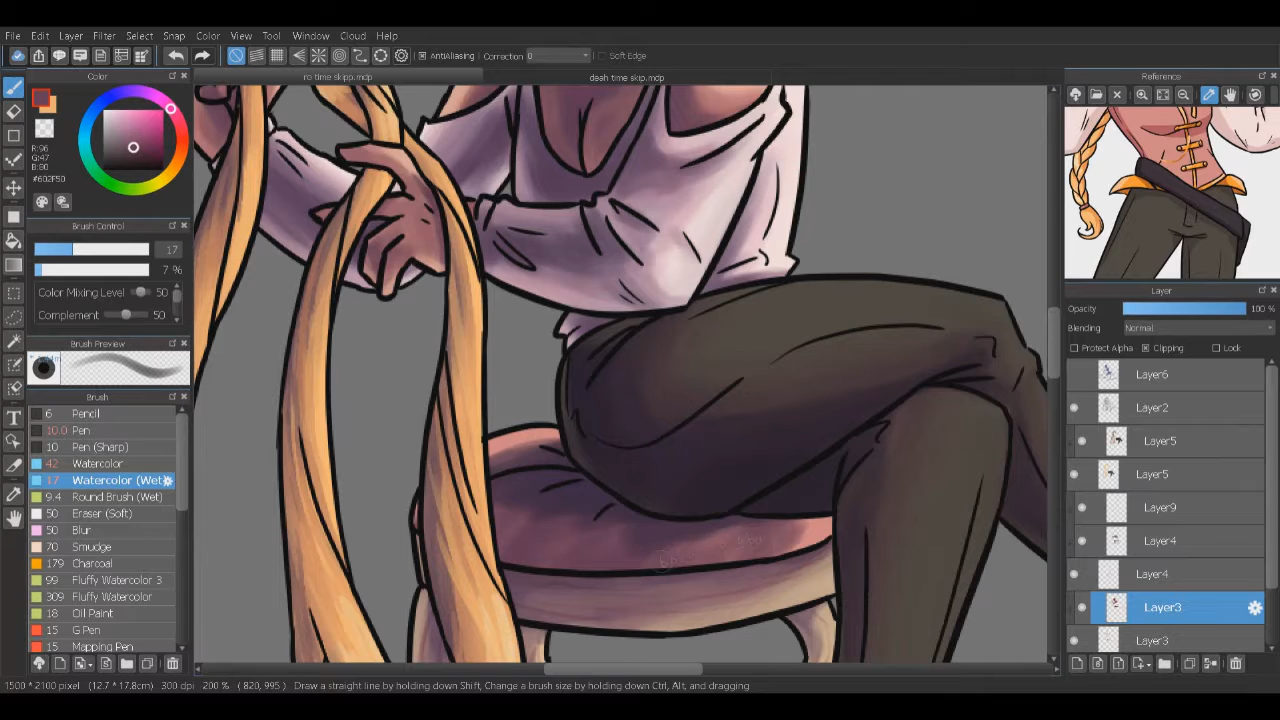 File Edit Layer Filter Select Snap Color View Tool Window Cloud Help
AntiAliasing Correction 0 Soft Edge
Color
ro time skipp.mdp
deah time skip.mdp
Reference
R:96
G:47
B:80
#602F50
Brush Control
17
7 %
Color Mixing Level 50
Complement 50
Brush Preview
Brush
6 Pencil
10.0 Pen
10 Pen (Sharp)
42 Watercolor
17 Watercolor (Wet)
9.4 Round Brush (Wet)
50 Eraser (Soft)
50 Blur
70 Smudge
179 Charcoal
99 Fluffy Watercolor 3
309 Fluffy Watercolor
18 Oil Paint
15 G Pen
15 Mapping Pen
Layer
Opacity 100 %
Blending Normal
Protect Alpha Clipping Lock
Layer6
Layer2
Layer5
Layer5
Layer9
Layer4
Layer4
Layer3
Layer3
1500 * 2100 pixel (12.7 * 17.8cm) 300 dpi 200 % ( 820, 995 ) Draw a straight line by holding down Shift, Change a brush size by holding down Ctrl, Alt, and dragging